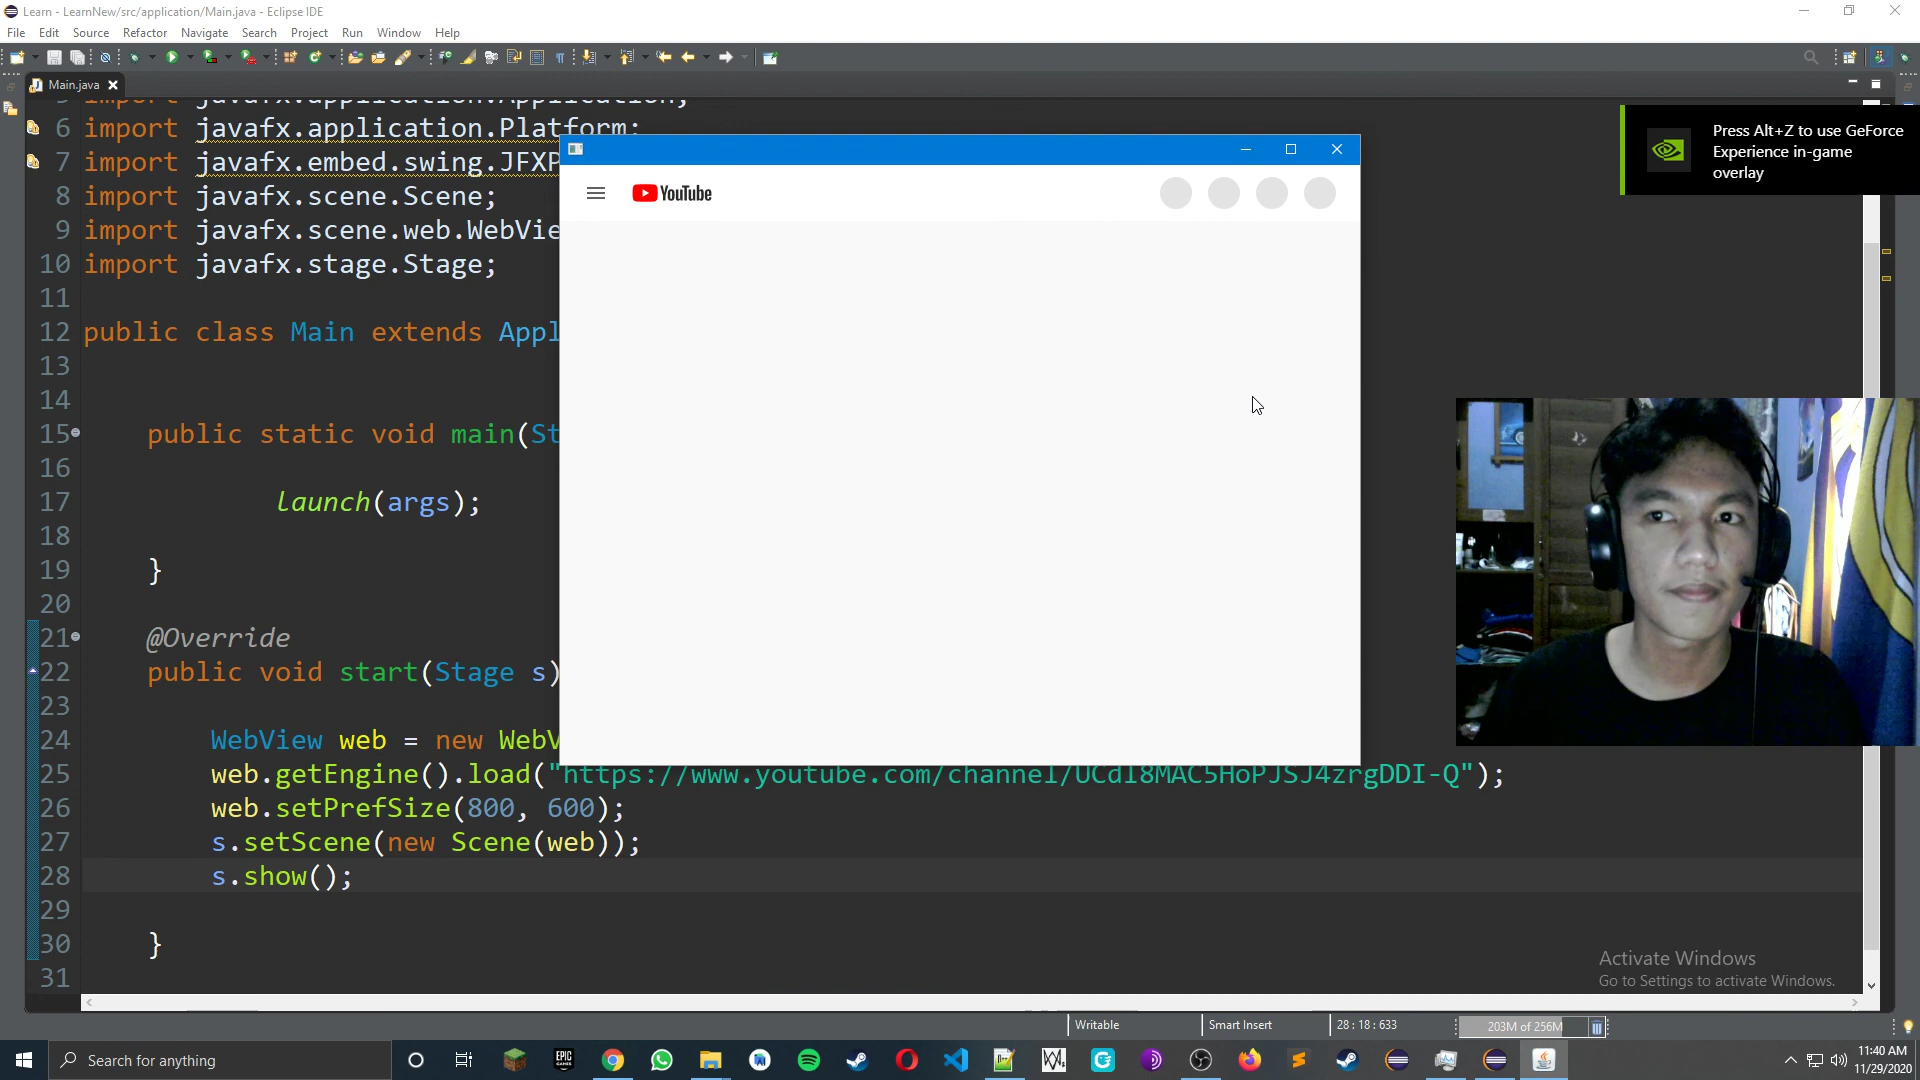 Learn - LearnNew/src/application/Main.java - Eclipse IDE
File Edit Source Refactor Navigate Search Project Run Window Help
Main.java
6 import javafx.application.Platform;
7 import javafx.embed.swing.JFXP
8 import javafx.scene.Scene;
9 import javafx.scene.web.WebVie
10 import javafx.stage.Stage;
11
12 public class Main extends Appl
13
14
15 public static void main(St
16
17 launch(args);
18
19 }
20
21 @Override
22 public void start(Stage s)
23
24 WebView web = new WebV
25 web.getEngine().load("https://www.youtube.com/channel/UCdI8MAC5HoPJSJ4zrgDDI-Q");
26 web.setPrefSize(800, 600);
27 s.setScene(new Scene(web));
28 s.show();
29
30 }
31
YouTube
Press Alt+Z to use GeForce
Experience in-game
overlay
Activate Windows
Go to Settings to activate Windows.
Writable Smart Insert 28 : 18 : 633 203M of 256M
Search for anything
EPIC GAMES
11:40 AM
11/29/2020